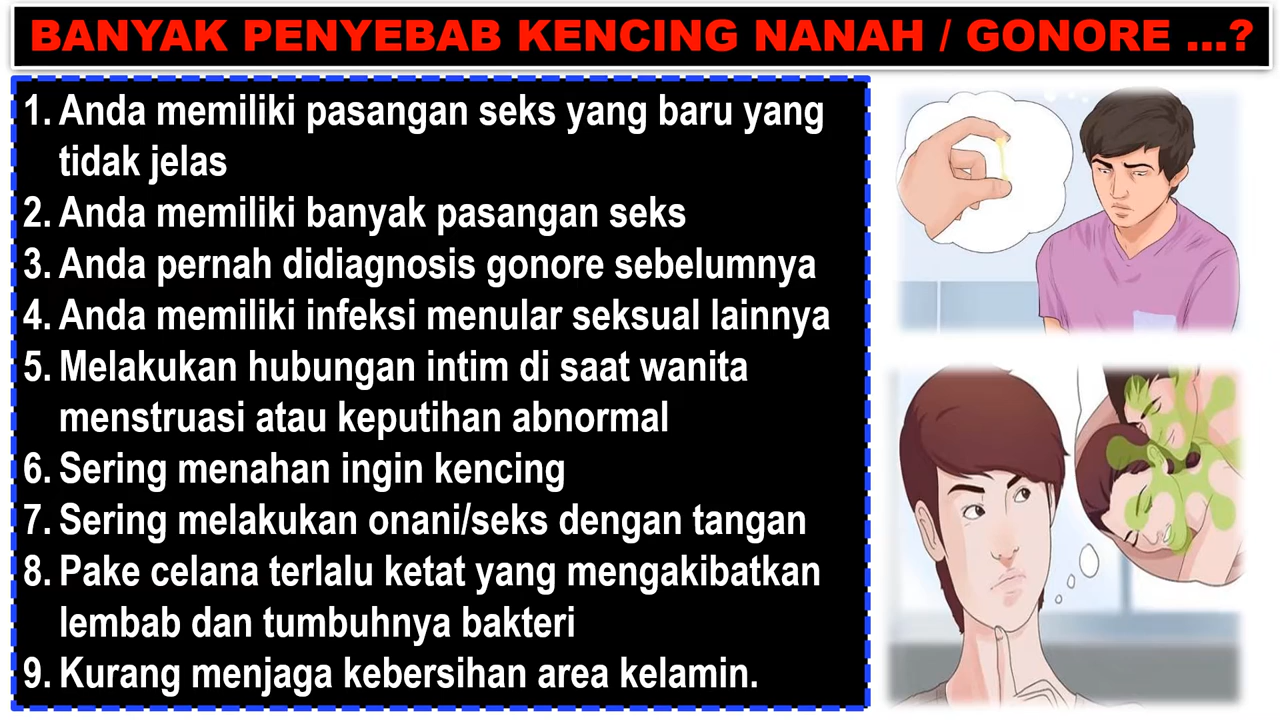 BANYAK PENYEBAB KENCING NANAH / GONORE ...?
1. Anda memiliki pasangan seks yang baru yang
tidak jelas
2. Anda memiliki banyak pasangan seks
3. Anda pernah didiagnosis gonore sebelumnya
4. Anda memiliki infeksi menular seksual lainnya
5. Melakukan hubungan intim di saat wanita
menstruasi atau keputihan abnormal
6. Sering menahan ingin kencing
7. Sering melakukan onani/seks dengan tangan
8. Pake celana terlalu ketat yang mengakibatkan
lembab dan tumbuhnya bakteri
9. Kurang menjaga kebersihan area kelamin.